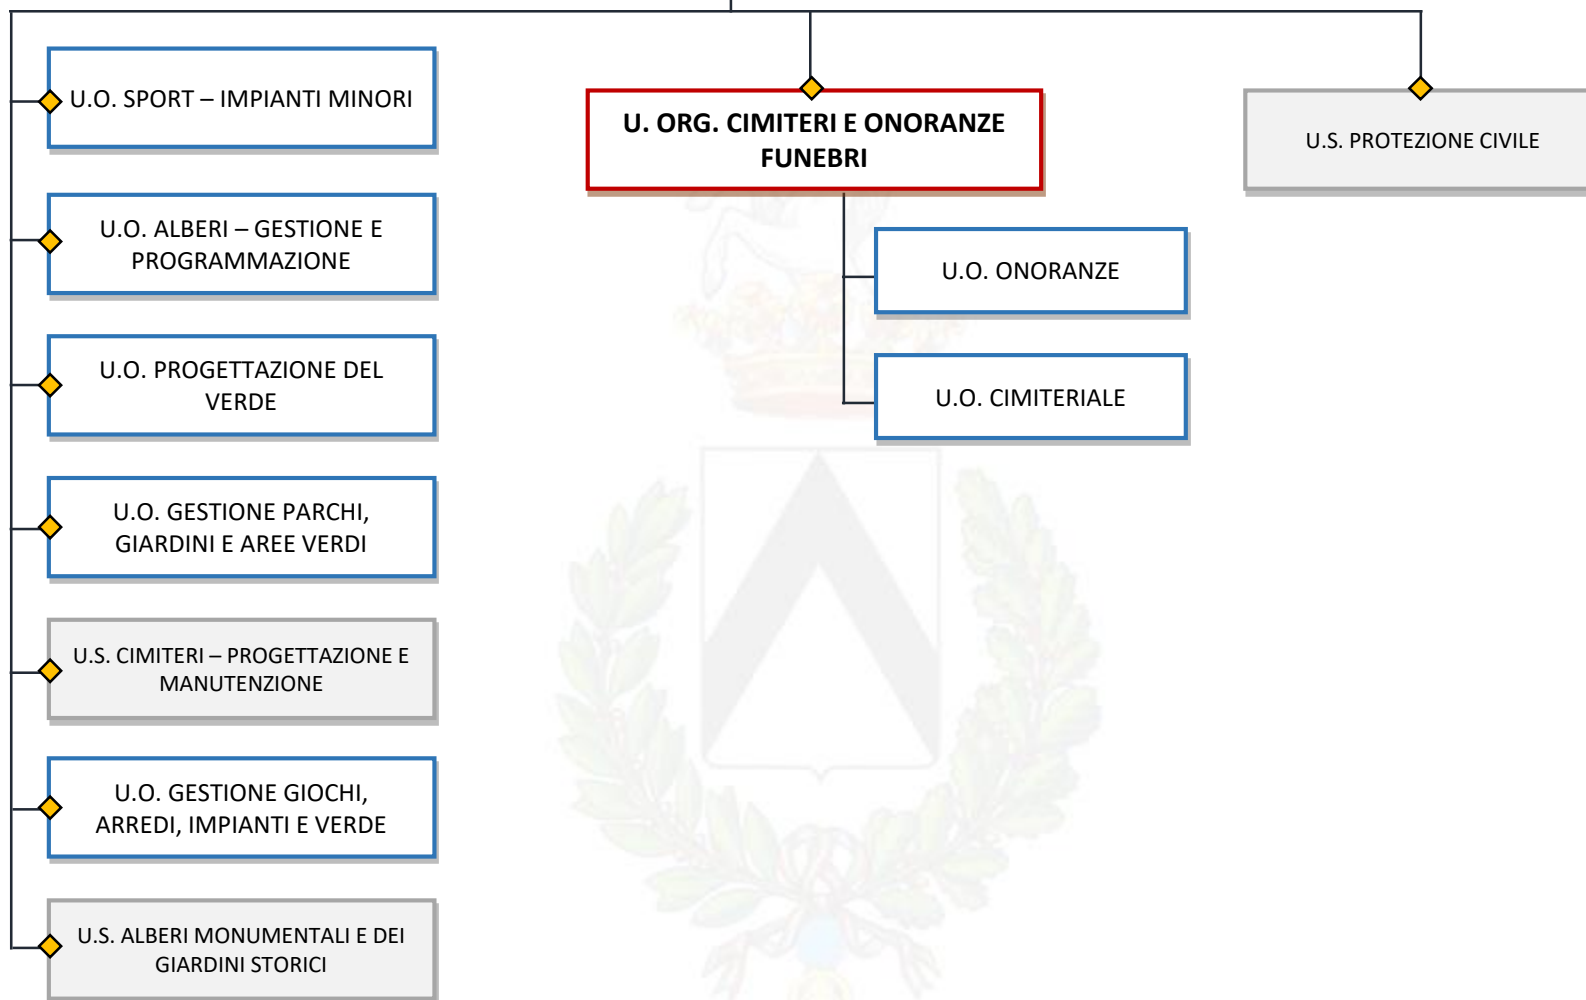 U.O. SPORT – IMPIANTI MINORI
U.O. ALBERI – GESTIONE E
PROGRAMMAZIONE
U.O. PROGETTAZIONE DEL
VERDE
U.O. GESTIONE PARCHI,
GIARDINI E AREE VERDI
U.S. CIMITERI – PROGETTAZIONE E
MANUTENZIONE
U.O. GESTIONE GIOCHI,
ARREDI, IMPIANTI E VERDE
U.S. ALBERI MONUMENTALI E DEI
GIARDINI STORICI
U. ORG. CIMITERI E ONORANZE
FUNEBRI
U.O. ONORANZE
U.O. CIMITERIALE
U.S. PROTEZIONE CIVILE